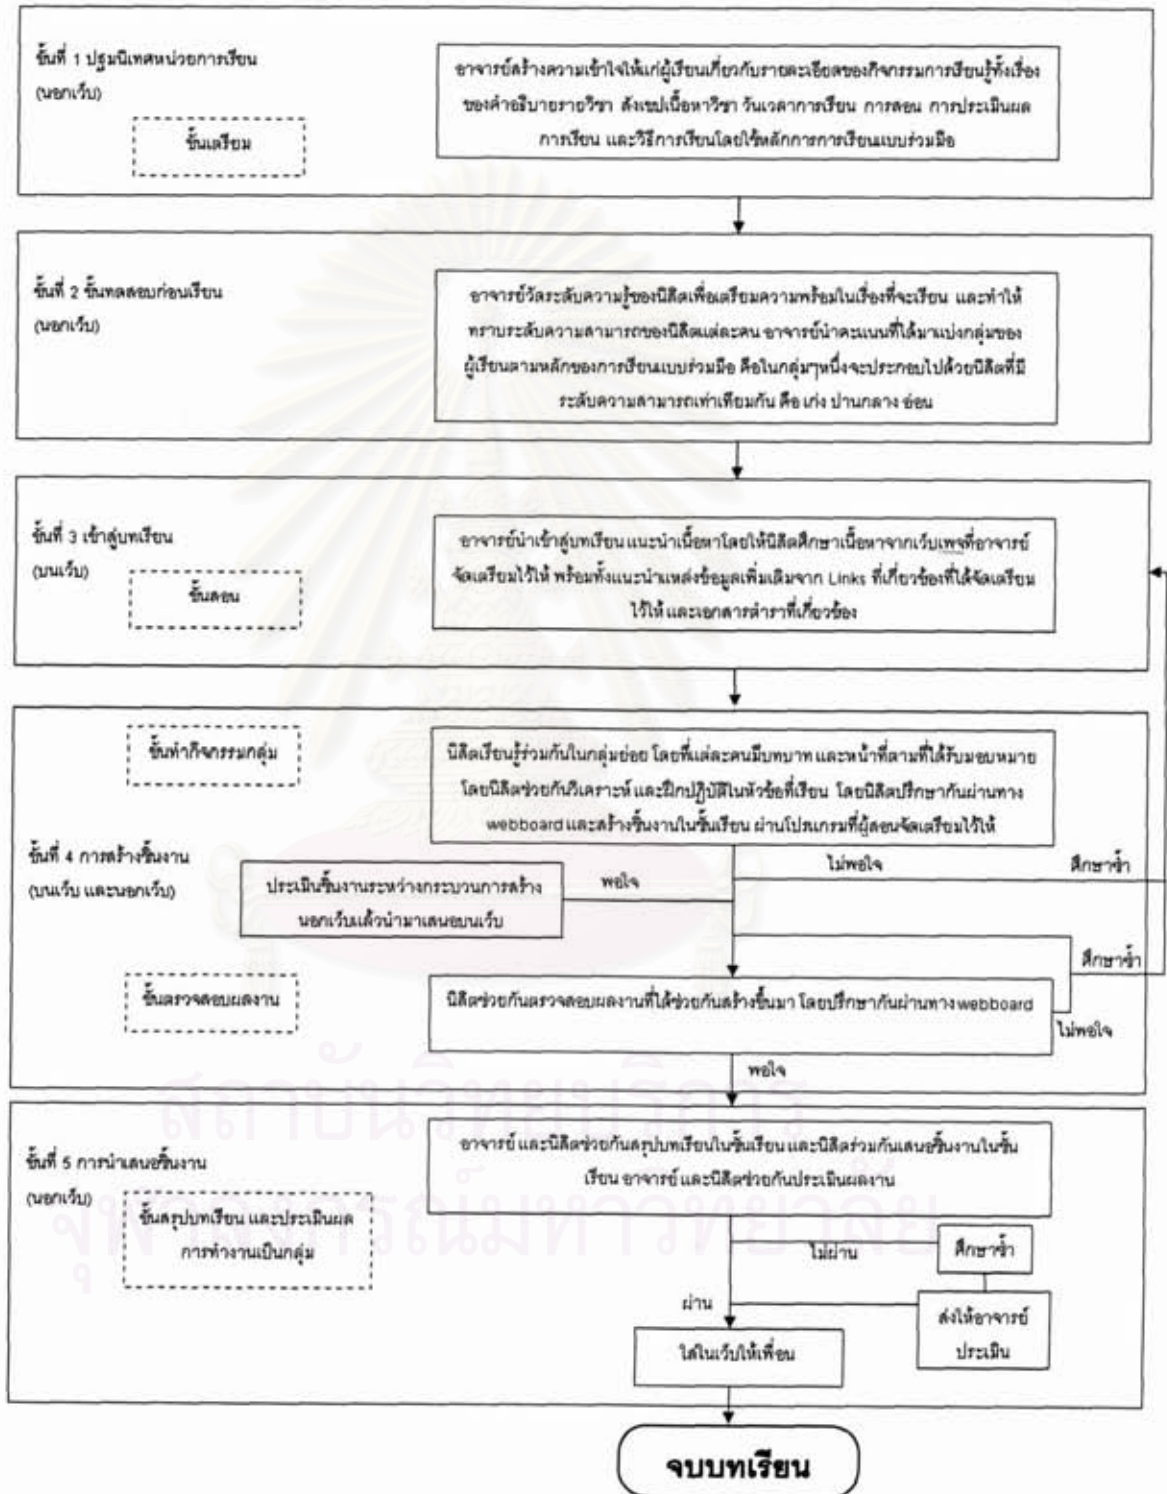 ขั้นที่ 1 ปฐมนิเทศหน่วยการเรียน
(นอกเว็บ)
ขั้นเตรียม
อาจารย์สร้างความเข้าใจให้แก่ผู้เรียนเกี่ยวกับรายละเอียดของกิจกรรมการเรียนรู้ทั้งเรื่อง
ของคำอธิบายรายวิชา สังเขปเนื้อหาวิชา วันเวลาการเรียน การสอน การประเมินผล
การเรียน และวิธีการเรียนโดยใช้หลักการการเรียนแบบร่วมมือ
ขั้นที่ 2 ขั้นทดสอบก่อนเรียน
(นอกเว็บ)
อาจารย์วัดระดับความรู้ของนิสิตเพื่อเตรียมความพร้อมในเรื่องที่จะเรียน และทำให้
ทราบระดับความสามารถของนิสิตแต่ละคน อาจารย์นำคะแนนที่ได้มาแบ่งกลุ่มของ
ผู้เรียนตามหลักของการเรียนแบบร่วมมือ คือในกลุ่มๆหนึ่งจะประกอบไปด้วยนิสิตที่มี
ระดับความสามารถเท่าเทียมกัน คือ เก่ง ปานกลาง อ่อน
ขั้นที่ 3 เข้าสู่บทเรียน
(บนเว็บ)
ขั้นสอน
อาจารย์นำเข้าสู่บทเรียน แนะนำเนื้อหาโดยให้นิสิตศึกษาเนื้อหาจากเว็บเพจที่อาจารย์
จัดเตรียมไว้ให้ พร้อมทั้งแนะนำแหล่งข้อมูลเพิ่มเติมจาก Links ที่เกี่ยวข้องที่ได้จัดเตรียม
ไว้ให้ และเอกสารตำราที่เกี่ยวข้อง
ขั้นทำกิจกรรมกลุ่ม
นิสิตเรียนรู้ร่วมกันในกลุ่มย่อย โดยที่แต่ละคนมีบทบาท และหน้าที่ตามที่ได้รับมอบหมาย
โดยนิสิตช่วยกันวิเคราะห์ และฝึกปฏิบัติในหัวข้อที่เรียน โดยนิสิตปรึกษากันผ่านทาง
webboard และสร้างชิ้นงานในชั้นเรียน ผ่านโปรแกรมที่ผู้สอนจัดเตรียมไว้ให้
ขั้นที่ 4 การสร้างชิ้นงาน
(บนเว็บ และนอกเว็บ)
ไม่พอใจ
ศึกษาซ้ำ
ประเมินชิ้นงานระหว่างกระบวนการสร้าง
นอกเว็บแล้วนำมาเสนอบนเว็บ
พอใจ
ศึกษาซ้ำ
ขั้นตรวจสอบผลงาน
นิสิตช่วยกันตรวจสอบผลงานที่ได้ช่วยกันสร้างขึ้นมา โดยปรึกษากันผ่านทาง webboard
ไม่พอใจ
พอใจ
สถาบันวิทยบริการ
ขั้นที่ 5 การนำเสนอชิ้นงาน
(นอกเว็บ)
อาจารย์ และนิสิตช่วยกันสรุปบทเรียนในชั้นเรียน และนิสิตร่วมกันเสนอชิ้นงานในชั้น
เรียน อาจารย์ และนิสิตช่วยกันประเมินผลงาน
จุฬาลงกรณ์มหาวิทยาลัย
ขั้นสรุปบทเรียน และประเมินผล
การทำงานเป็นกลุ่ม
ไม่ผ่าน
ศึกษาซ้ำ
ผ่าน
ส่งให้อาจารย์
ประเมิน
ใส่ในเว็บให้เพื่อน
จบบทเรียน